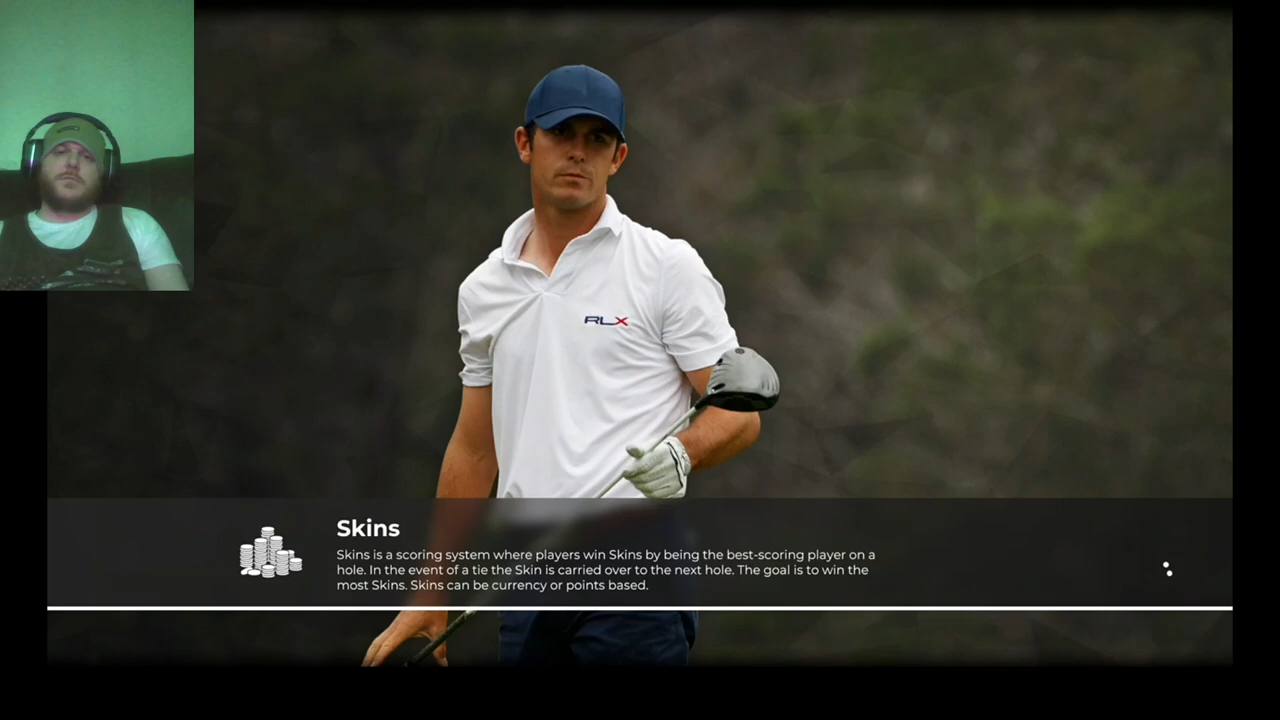 RLX
Skins
Skins is a scoring system where players win Skins by being the best-scoring player on a
hole. In the event of a tie the Skin is carried over to the next hole. The goal is to win the
most Skins. Skins can be currency or points based.